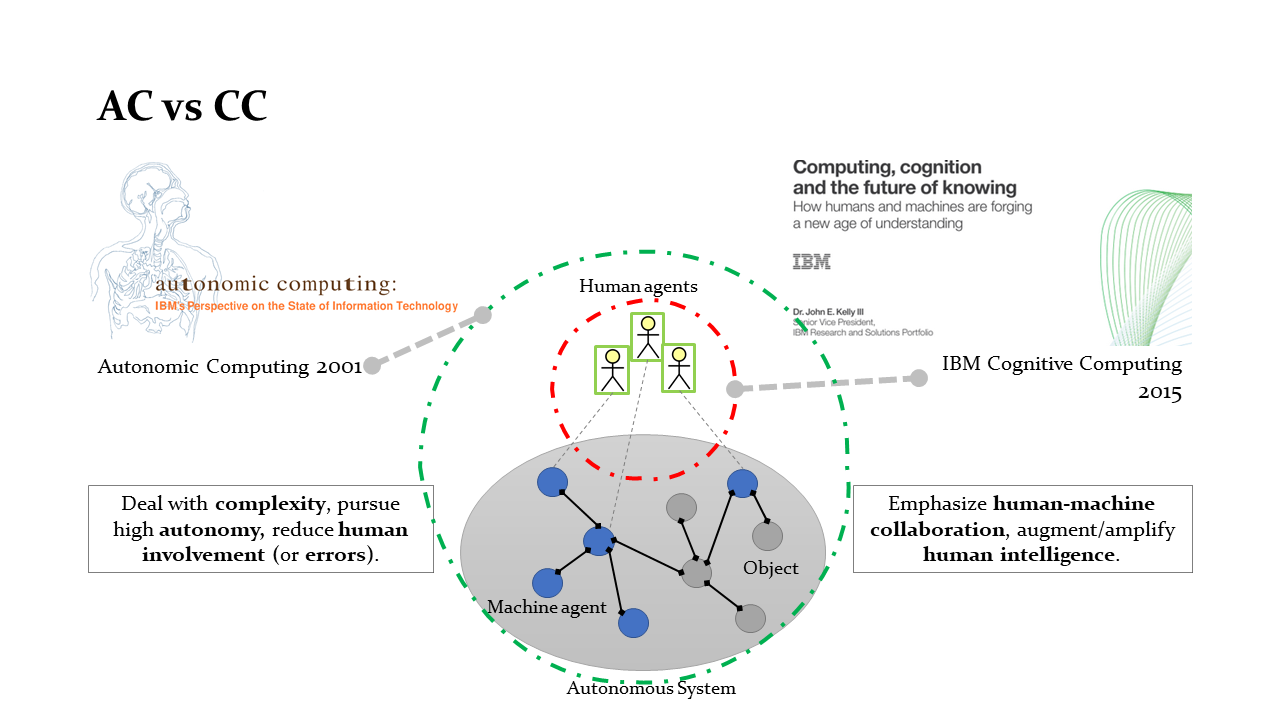 AC vs CC
autonomic computing:
IBM's Perspective on the State of Information Technology
Autonomic Computing 2001
Computing, cognition
and the future of knowing
How humans and machines are forging
a new age of understanding
IBM
Dr. John E. Kelly III
Senior Vice President,
IBM Research and Solutions Portfolio
IBM Cognitive Computing
2015
Human agents
Deal with complexity, pursue
high autonomy, reduce human
involvement (or errors).
Emphasize human-machine
collaboration, augment/amplify
human intelligence.
Object
Machine agent
Autonomous System